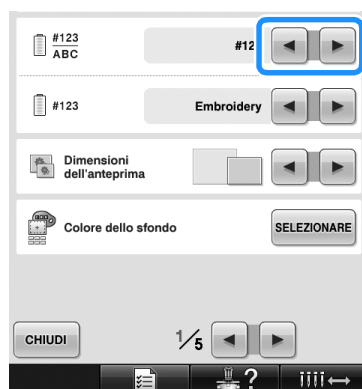 #123
ABC
#12
#123
Embroidery
Dimensioni
dell'anteprima
Colore dello sfondo
SELEZIONARE
CHIUDI
1/5
?